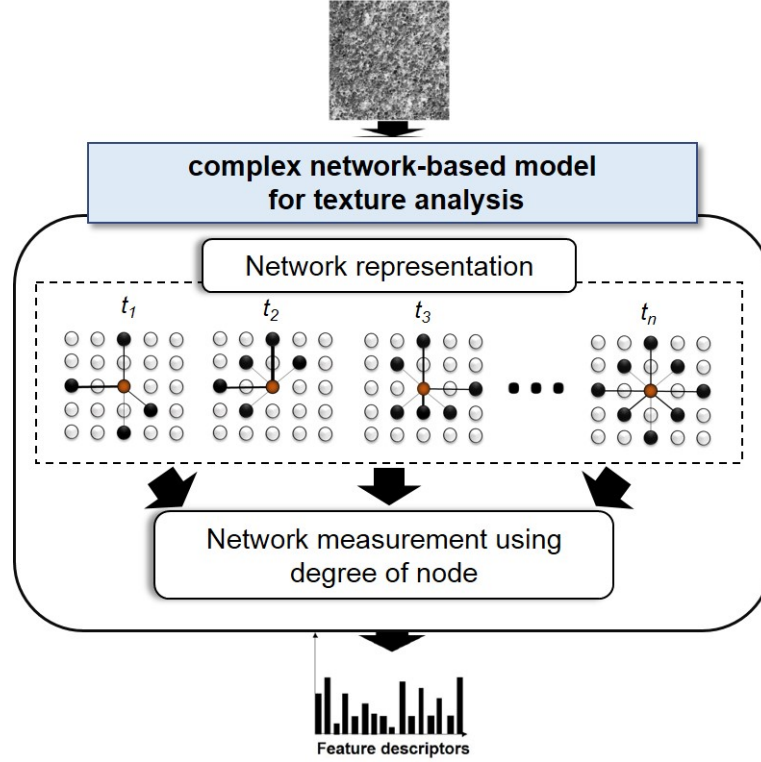 complex network-based model
for texture analysis
Network representation
t1 t2 t3 tn
Network measurement using
degree of node
Feature descriptors